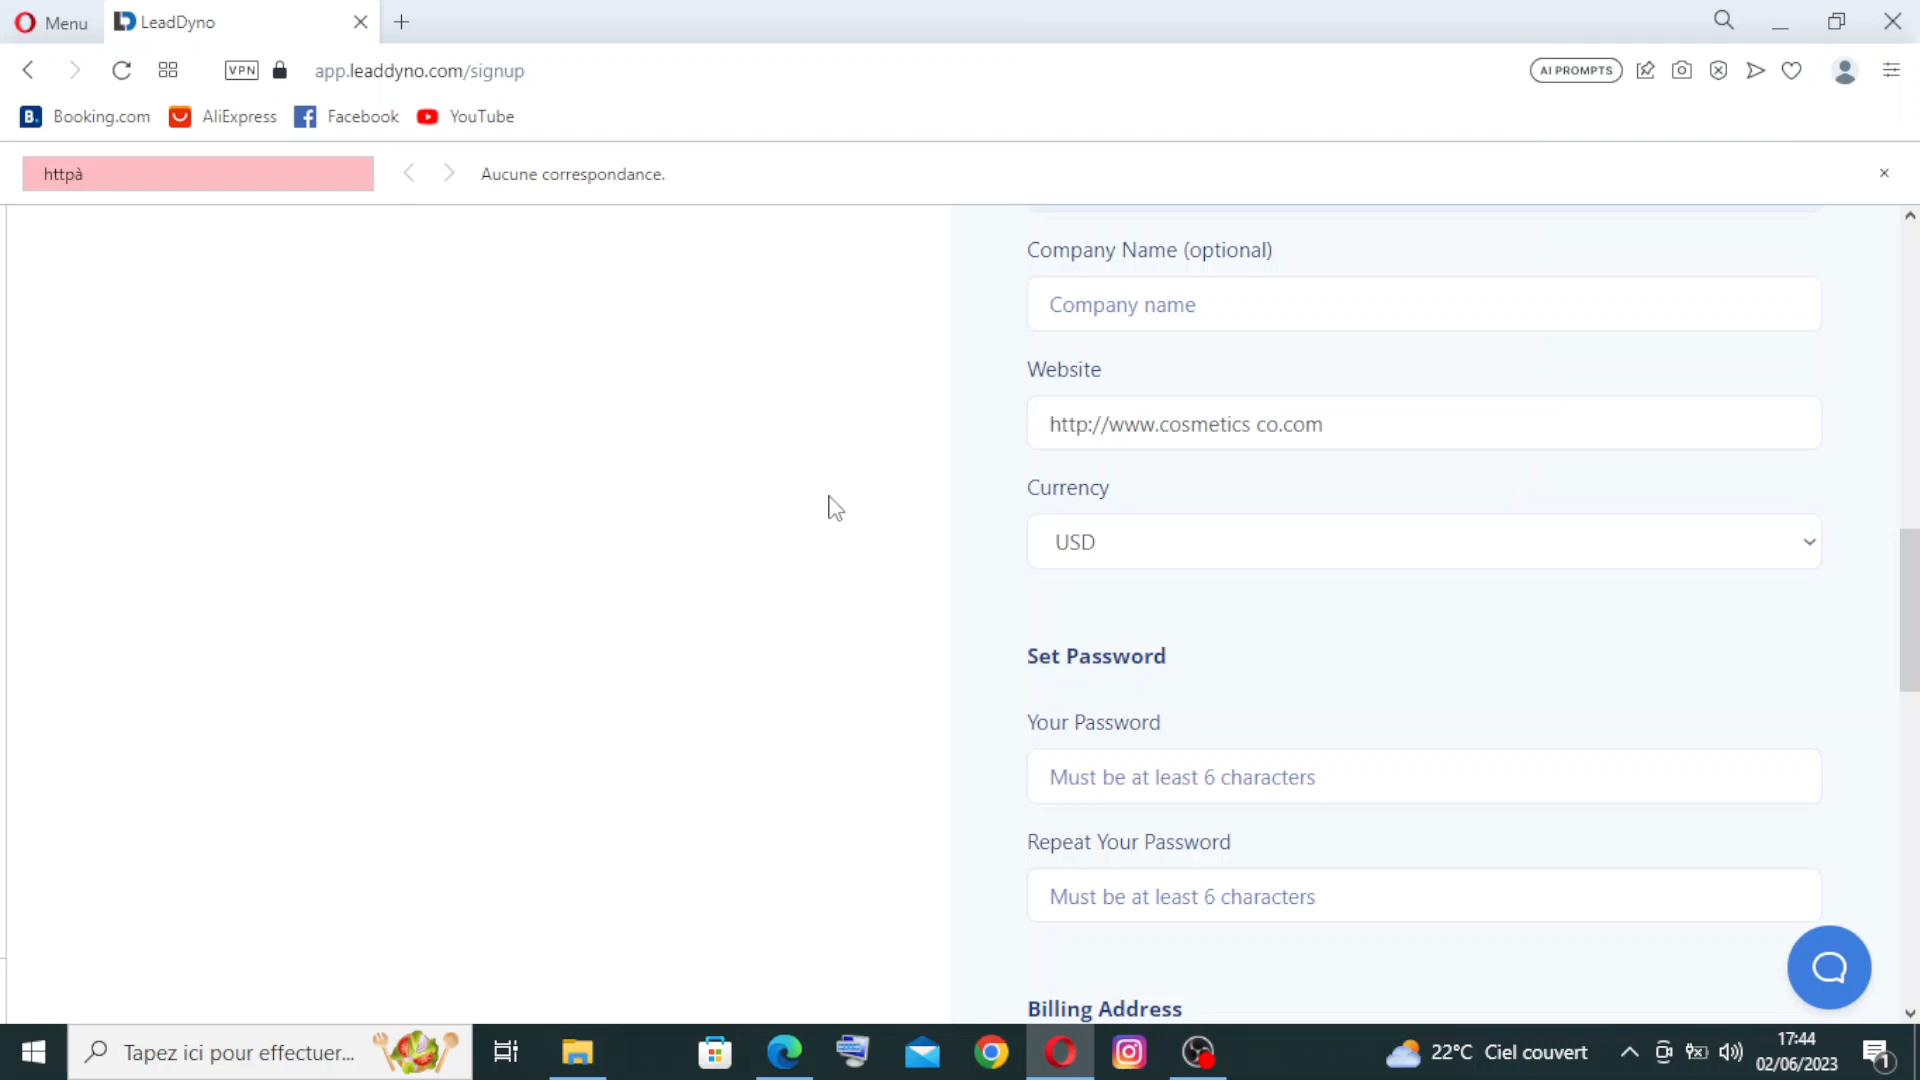 Menu
LeadDyno
VPN
app.leaddyno.com/signup
AI PROMPTS
B.
Booking.com
AliExpress
Facebook
YouTube
httpà
Aucune correspondance.
Company Name (optional)
Company name
Website
http://www.cosmetics co.com
Currency
USD
Set Password
Your Password
Must be at least 6 characters
Repeat Your Password
Must be at least 6 characters
Billing Address
Tapez ici pour effectuer...
22°C Ciel couvert
17:44
02/06/2023
1